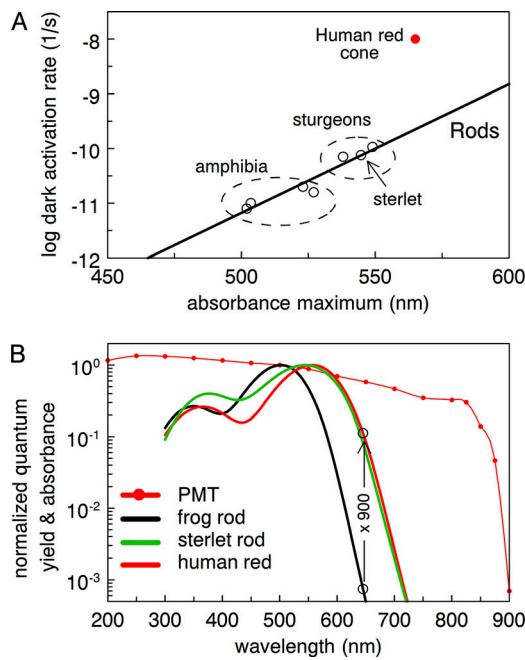 A
log dark activation rate (1/s)
-8
-9
-10
-11
-12
Human red
cone
sturgeons
Rods
amphibia
sterlet
450
500
550
600
absorbance maximum (nm)
B
normalized quantum
yield & absorbance
10⁰
10⁻¹
10⁻²
10⁻³
PMT
frog rod
sterlet rod
human red
x 900
200 300 400 500 600 700 800 900
wavelength (nm)